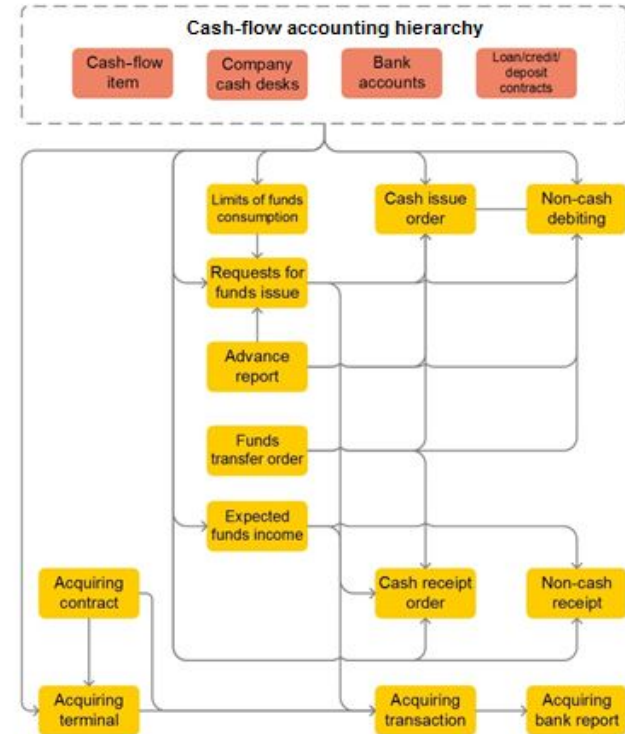 Cash-flow accounting hierarchy
Cash-flow
item
Company
cash desks
Bank
accounts
Loan/credit/
deposit
contracts
Limits of funds
consumption
Cash issue
order
Non-cash
debiting
Requests for
funds issue
Advance
report
Funds
transfer order
Expected
funds income
Acquiring
contract
Cash receipt
order
Non-cash
receipt
Acquiring
terminal
Acquiring
transaction
Acquiring
bank report